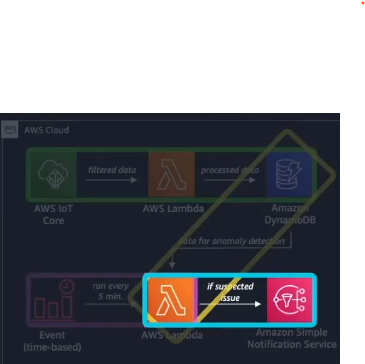 aws AWS Cloud
filtered data
processed data
AWS IoT
Core
AWS Lambda
Amazon
DynamoDB
data for anomaly detection
run every
5 min.
if suspected
issue
Event
(time-based)
AWS Lambda
Amazon Simple
Notification Service